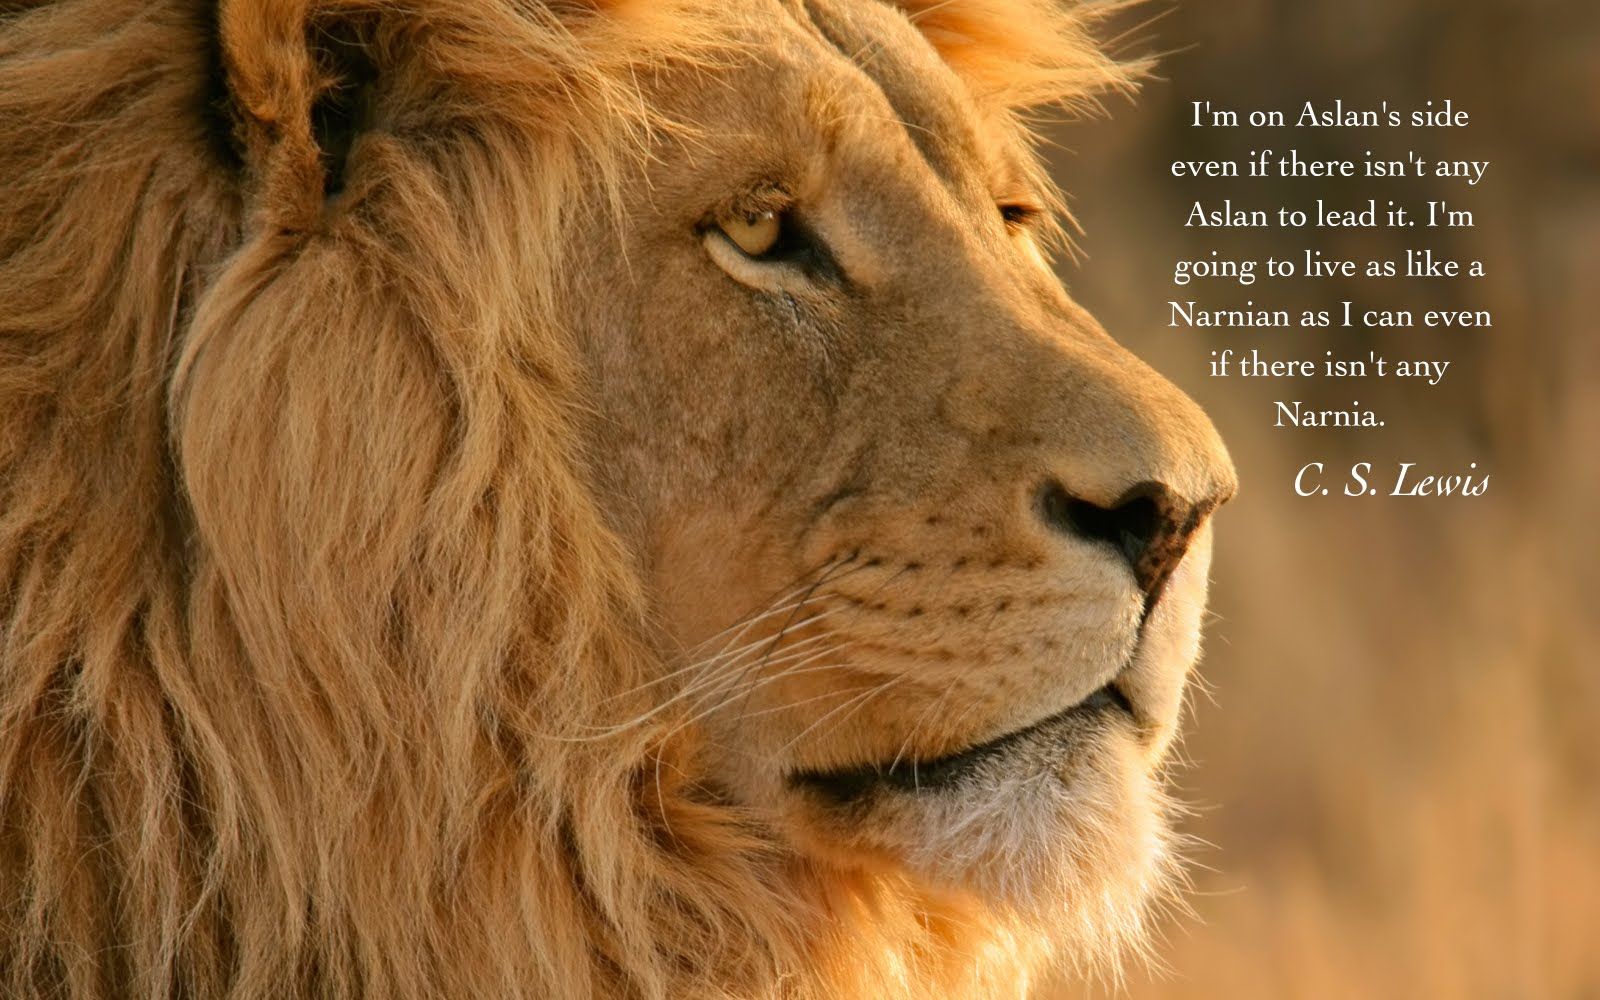 I'm on Aslan's side
even if there isn't any
Aslan to lead it. I'm
going to live as like a
Narnian as I can even
if there isn't any
Narnia.
C. S. Lewis